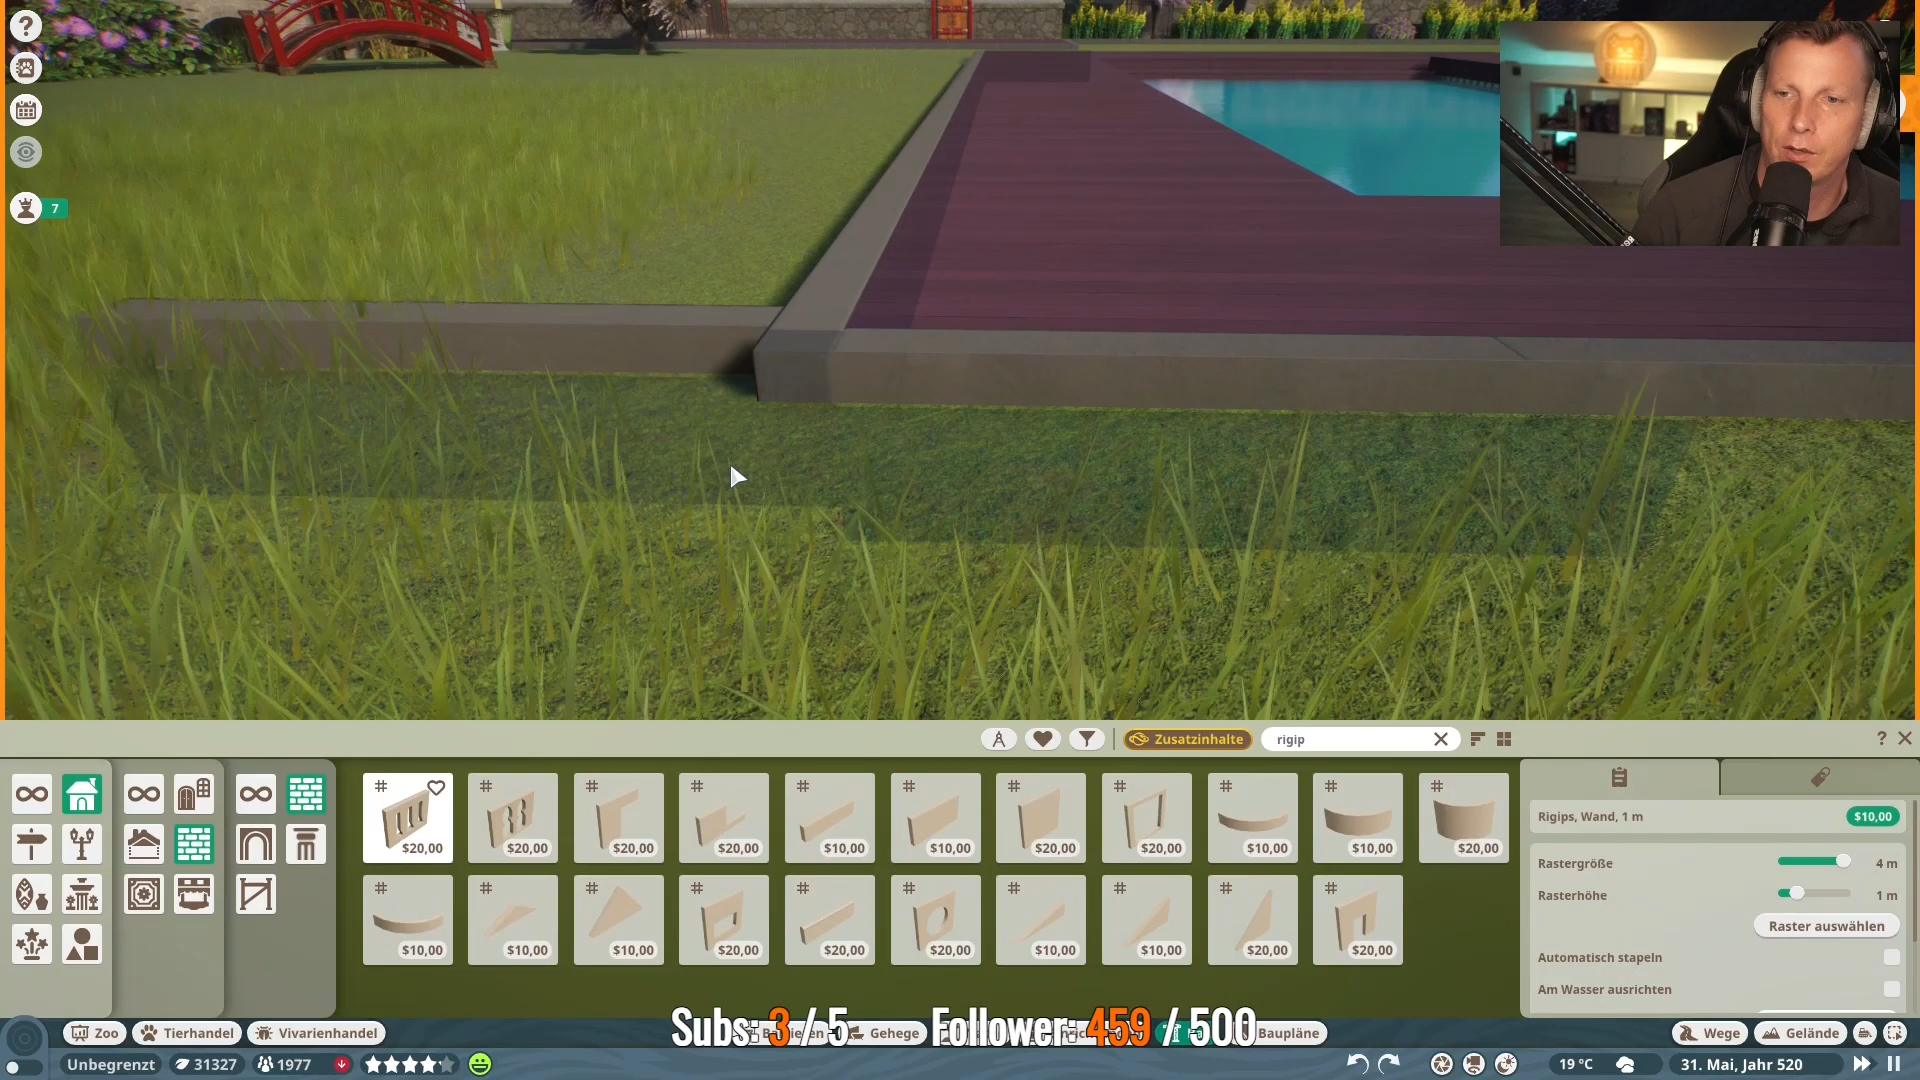 ?
7
Zusatzinhalte
rigip
?
$20,00
$20,00
$20,00
$20,00
$10,00
$10,00
$20,00
$20,00
$10,00
$10,00
$20,00
$10,00
$10,00
$10,00
$20,00
$20,00
$20,00
$10,00
$10,00
$20,00
$20,00
Rigips, Wand, 1 m
$10,00
Rastergröße
4 m
Rasterhöhe
1 m
Raster auswählen
Automatisch stapeln
Am Wasser ausrichten
Subs: 3 / 5
Follower: 459 / 500
Zoo
Tierhandel
Vivarienhandel
Gehege
Baupläne
Wege
Gelände
Unbegrenzt
31327
1977
19 °C
31. Mai, Jahr 520